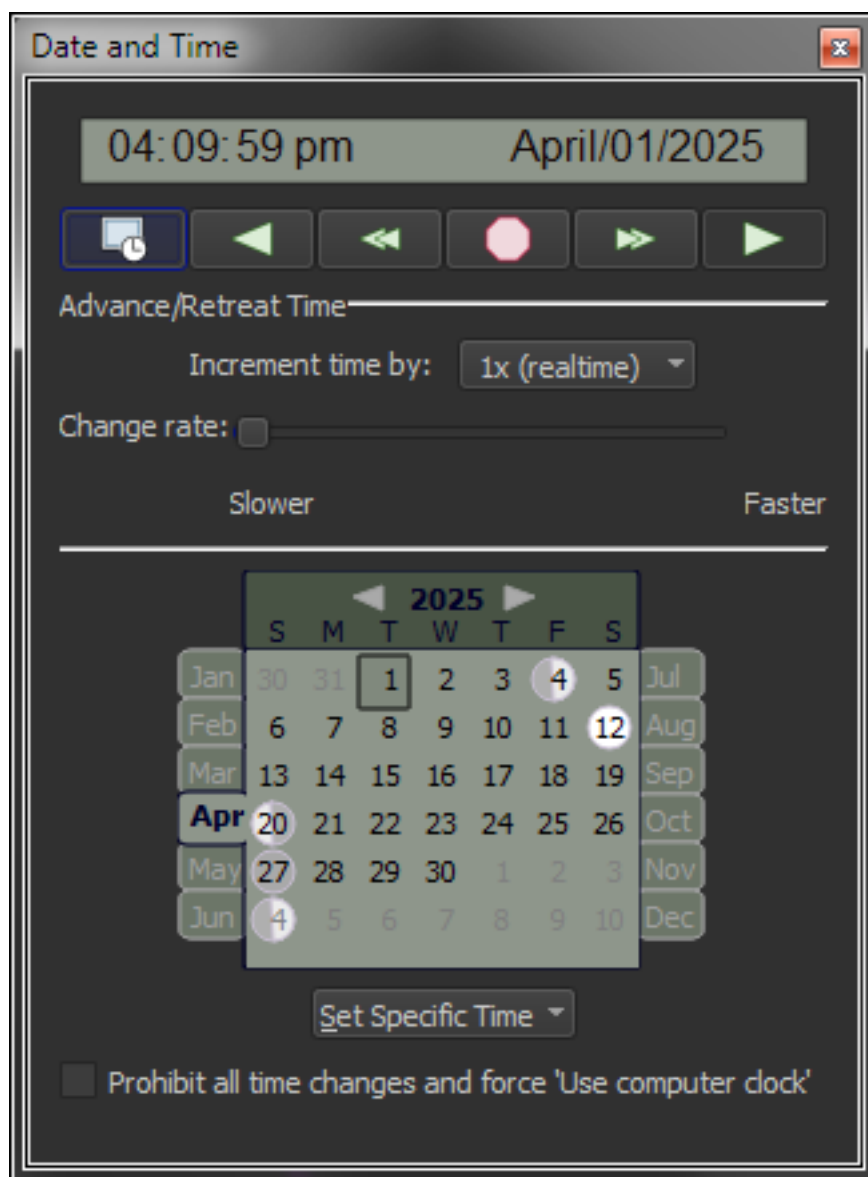 Date and Time
04:09:59 pm April/01/2025
Advance/Retreat Time
Increment time by: 1x (realtime)
Change rate:
Slower Faster
2025
S M T W T F S
Jan 30 31 1 2 3 4 5 Jul
Feb 6 7 8 9 10 11 12 Aug
Mar 13 14 15 16 17 18 19 Sep
Apr 20 21 22 23 24 25 26 Oct
May 27 28 29 30 1 2 3 Nov
Jun 4 5 6 7 8 9 10 Dec
Set Specific Time
Prohibit all time changes and force 'Use computer clock'